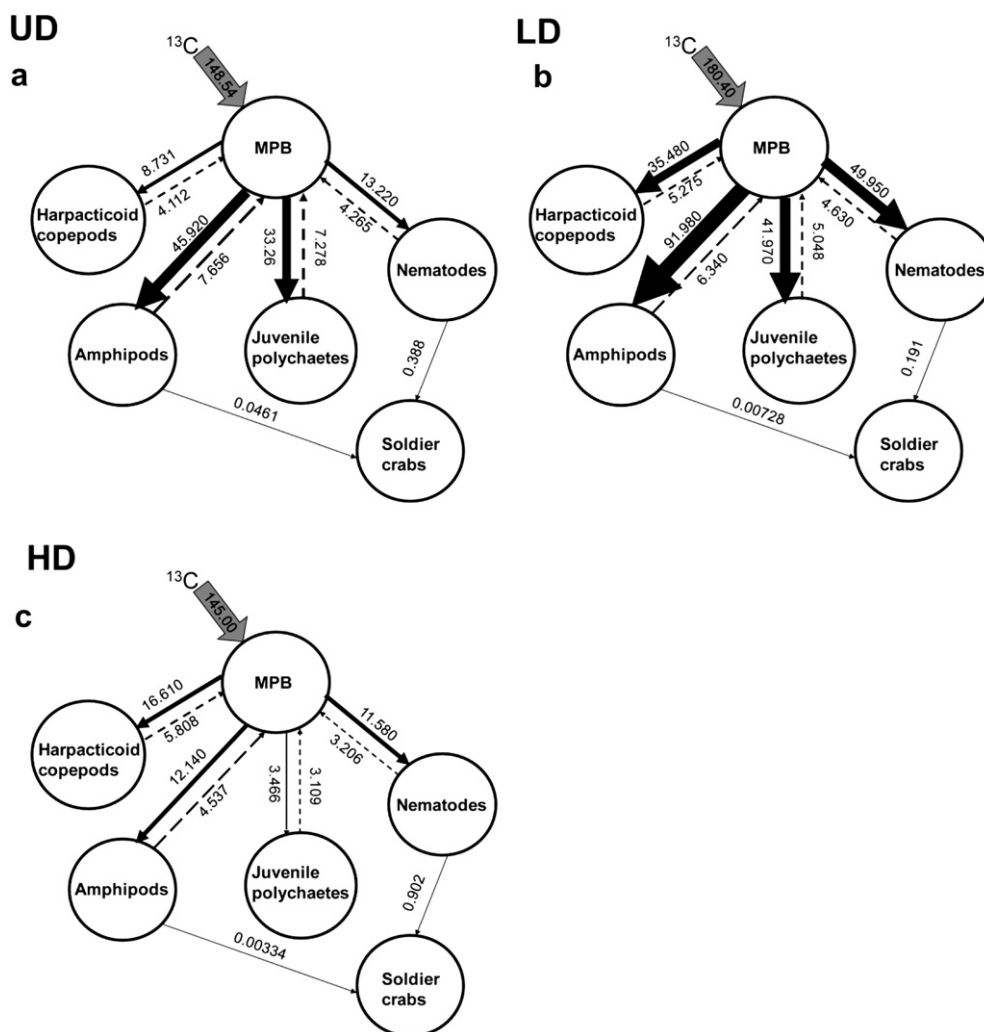 UD
a
¹³C
148.54
MPB
8.731
4.112
13.220
4.265
Harpacticoid
copepods
45.920
7.656
33.26
7.278
Nematodes
Amphipods
Juvenile
polychaetes
0.388
0.0461
Soldier
crabs
LD
b
¹³C
180.40
MPB
35.480
5.275
49.950
4.630
Harpacticoid
copepods
91.980
6.340
41.970
5.048
Nematodes
Amphipods
Juvenile
polychaetes
0.191
0.00728
Soldier
crabs
HD
c
¹³C
145.00
MPB
16.610
5.808
11.580
3.206
Harpacticoid
copepods
12.140
4.537
3.466
3.109
Nematodes
Amphipods
Juvenile
polychaetes
0.902
0.00334
Soldier
crabs